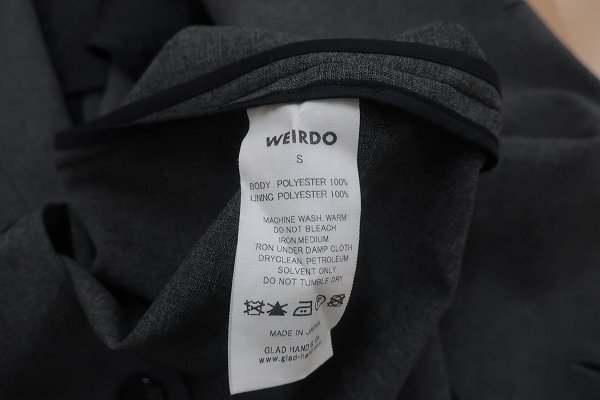 WEIRDO
S
BODY POLYESTER 100%
LINING POLYESTER 100%
MACHINE WASH, WARM
DO NOT BLEACH
IRON,MEDIUM
IRON UNDER DAMP CLOTH
DRYCLEAN, PETROLEUM
SOLVENT ONLY
DO NOT TUMBLE DRY
MADE IN JAPAN
GLAD HAND & Co.
www.glad-hand